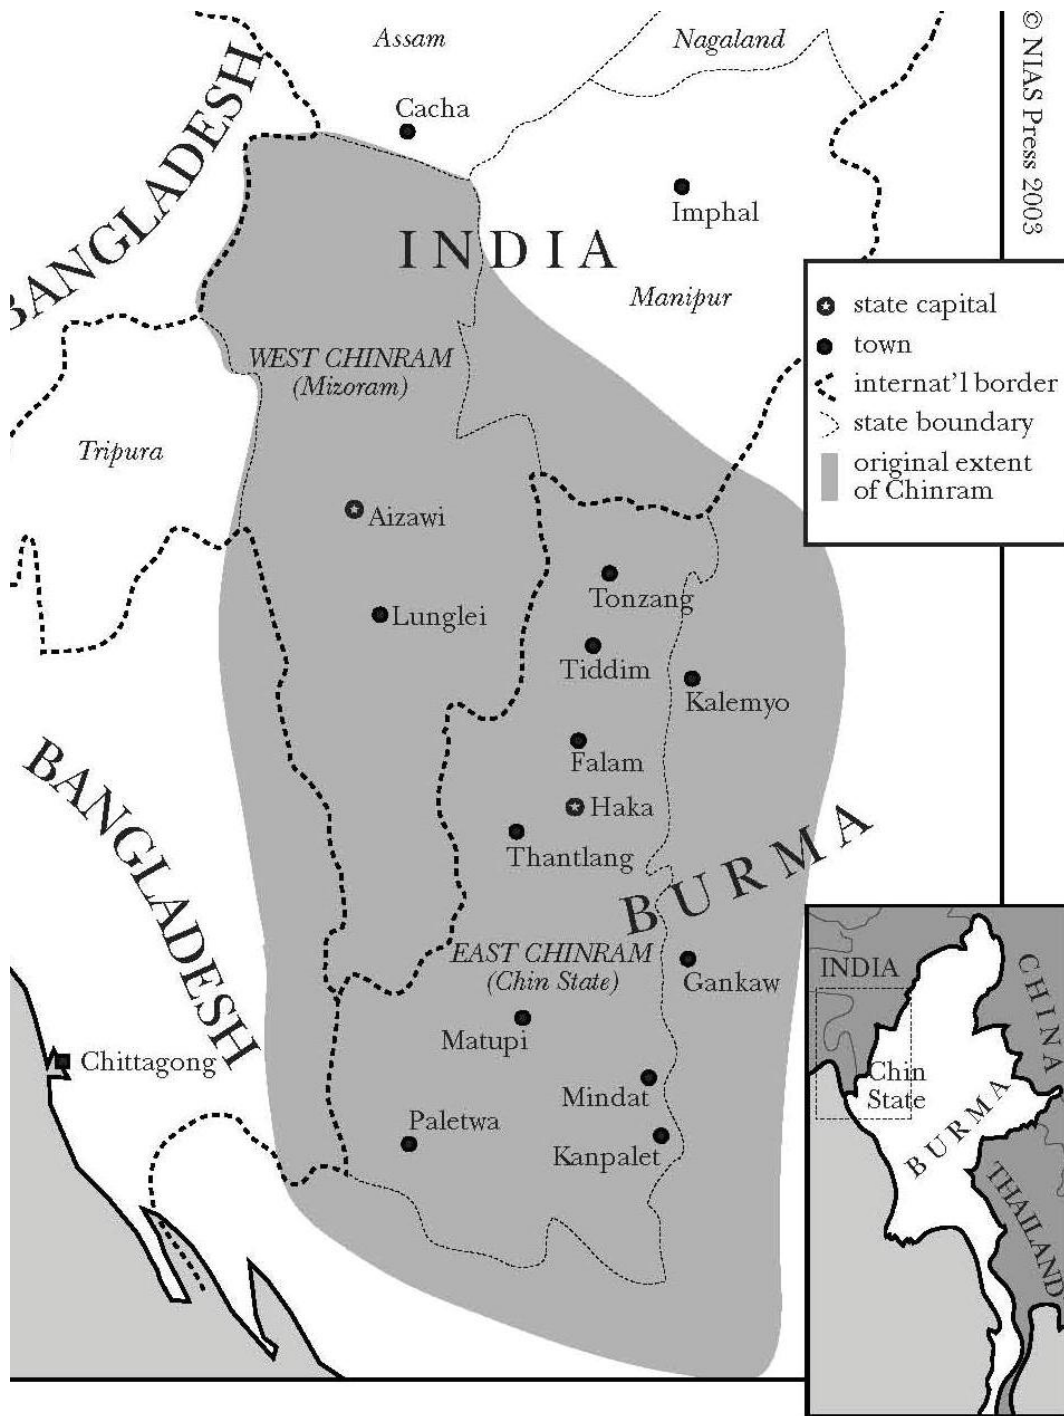 Assam
Nagaland
© NIAS Press 2003
BANGLADESH
Cacha
Imphal
INDIA
Manipur
state capital
town
internat'l border
state boundary
original extent
of Chinram
WEST CHINRAM
(Mizoram)
Tripura
Aizawi
Tonzang
Lunglei
Tiddim
Kalemyo
Falam
Haka
Thantlang
BURMA
BANGLADESH
EAST CHINRAM
(Chin State)
Gankaw
Matupi
Chittagong
Mindat
Paletwa
Kanpalet
INDIA
CHINA
Chin
State
BURMA
THAILAND